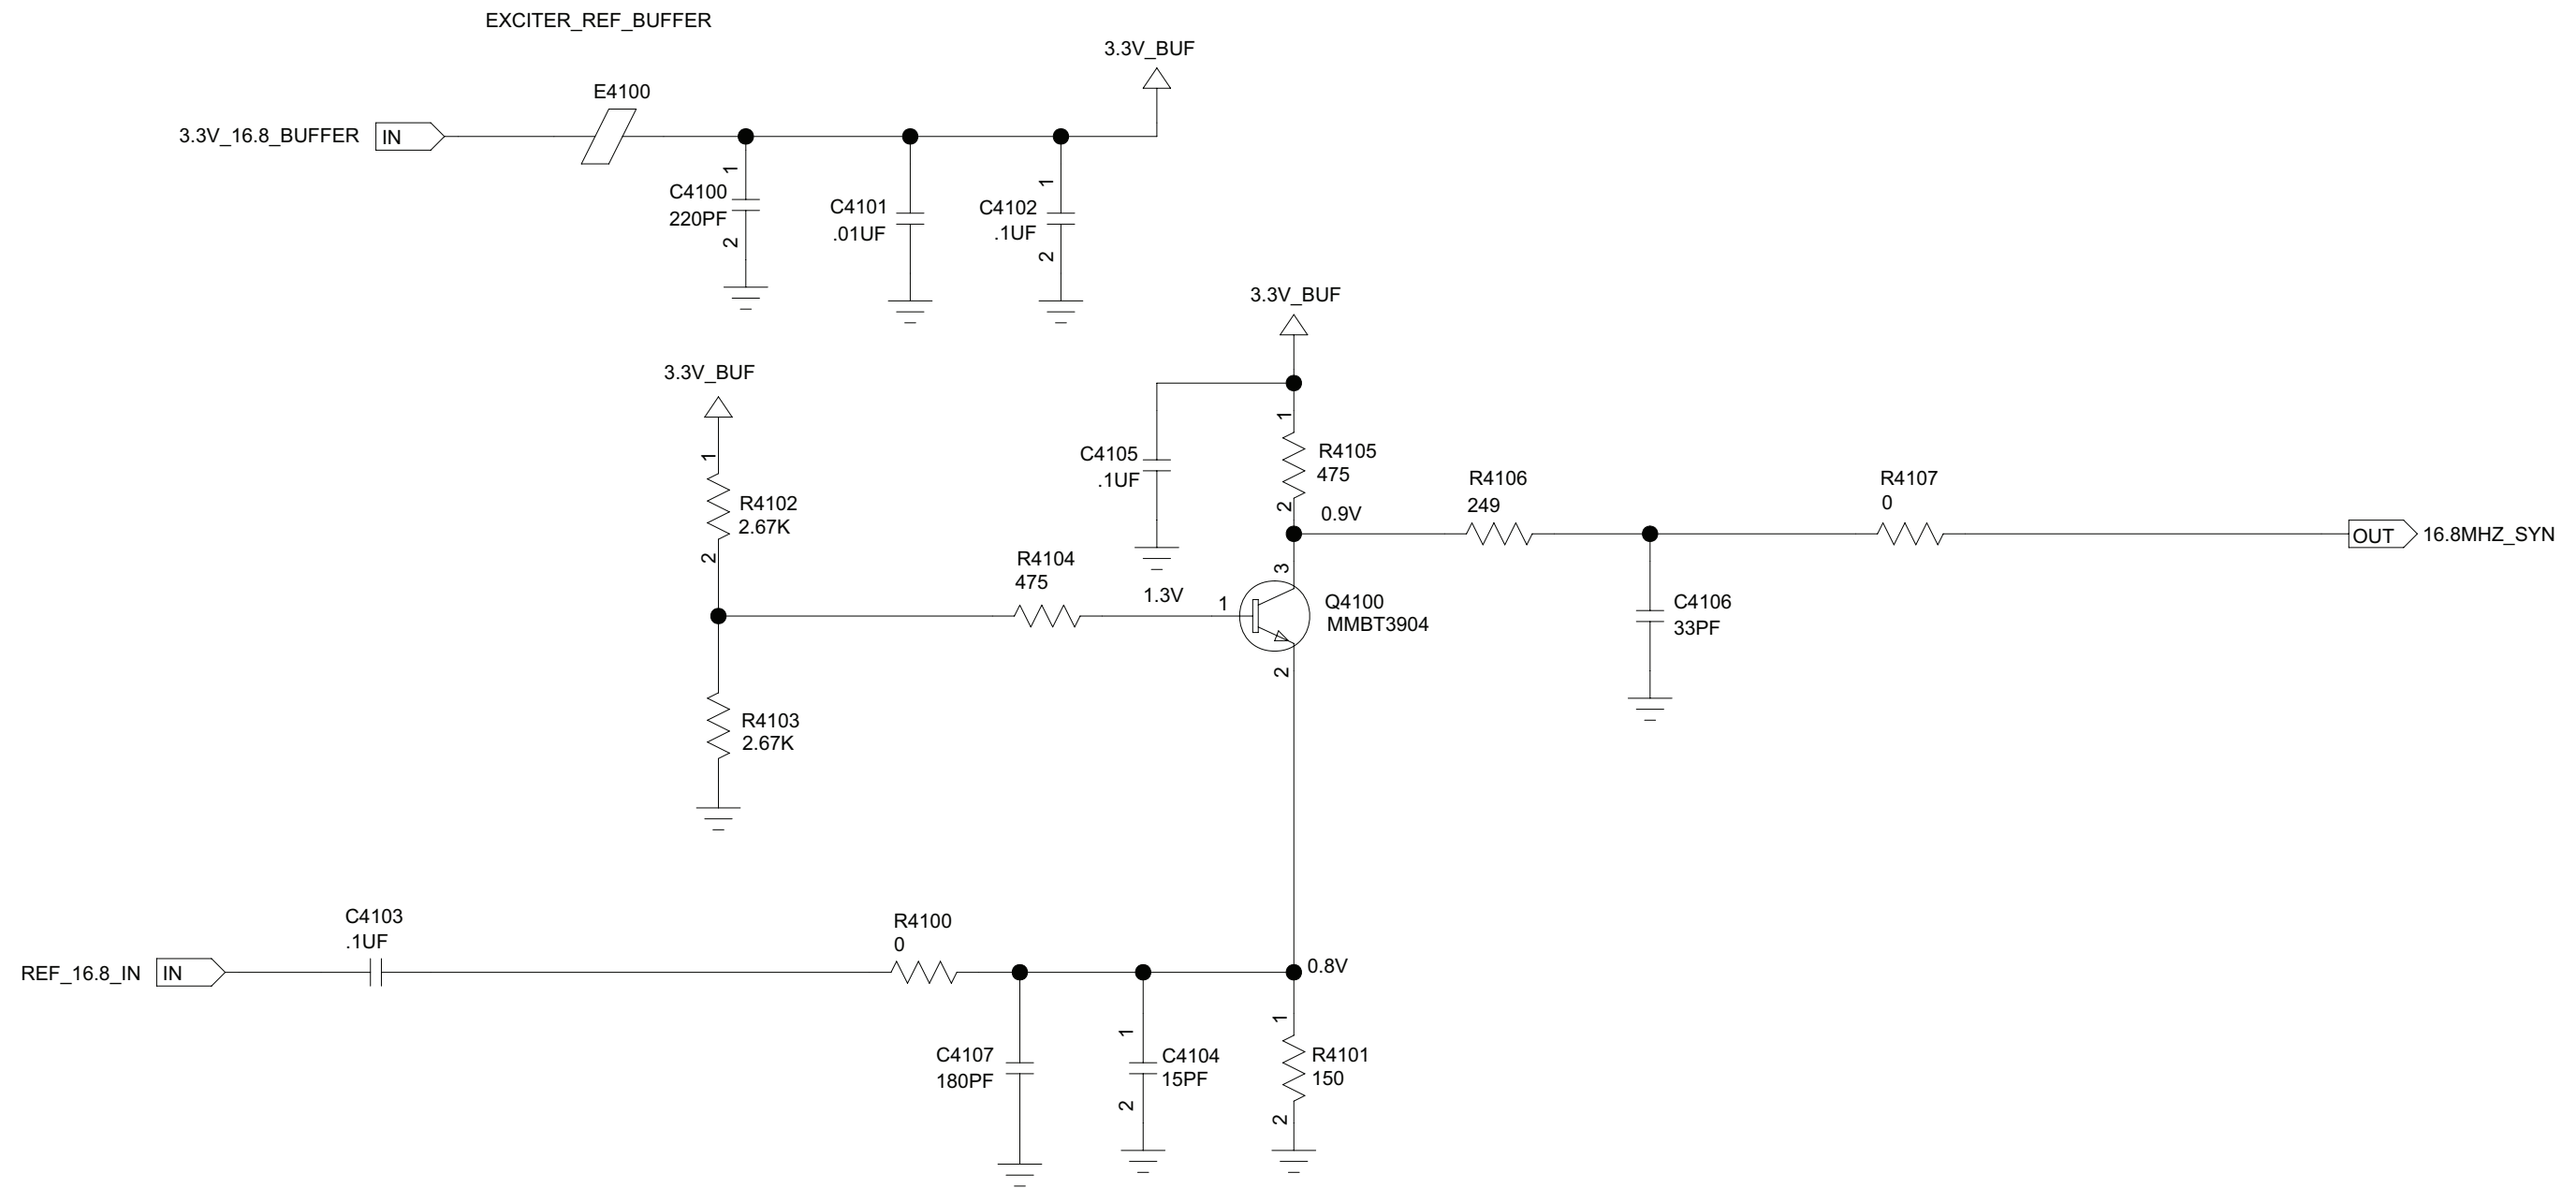 EXCITER_REF_BUFFER
3.3V_BUF
E4100
3.3V_16.8_BUFFER
IN
1
C4100
220PF
2
C4101
.01UF
1
C4102
.1UF
2
3.3V_BUF
3.3V_BUF
1
R4102
2.67K
2
C4105
.1UF
1
R4105
475
2
0.9V
R4106
249
R4107
0
OUT
16.8MHZ_SYN
R4104
475
1.3V
1
3
Q4100
MMBT3904
2
C4106
33PF
R4103
2.67K
C4103
.1UF
R4100
0
REF_16.8_IN
IN
0.8V
C4107
180PF
1
C4104
15PF
2
1
R4101
150
2